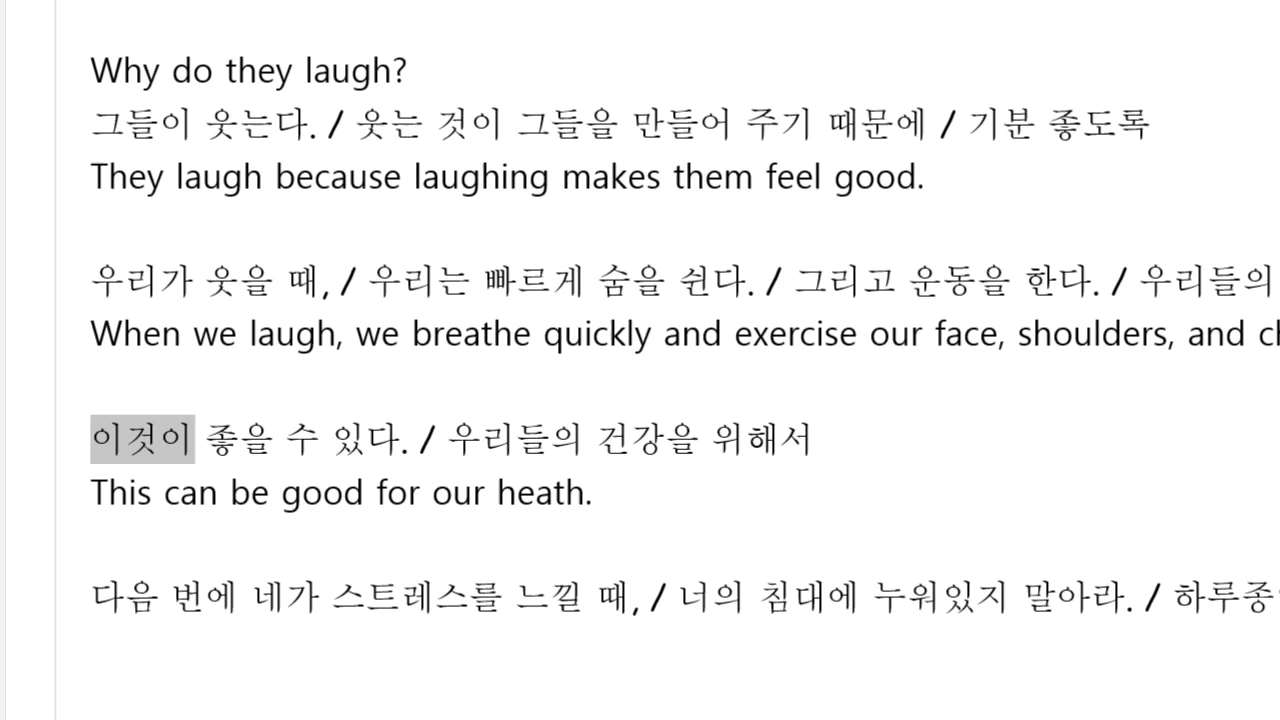 Why do they laugh?
그들이 웃는다. / 웃는 것이 그들을 만들어 주기 때문에 / 기분 좋도록
They laugh because laughing makes them feel good.
우리가 웃을 때, / 우리는 빠르게 숨을 쉰다. / 그리고 운동을 한다. / 우리들의
When we laugh, we breathe quickly and exercise our face, shoulders, and
이것이 좋을 수 있다. / 우리들의 건강을 위해서
This can be good for our heath.
다음 번에 네가 스트레스를 느낄 때, / 너의 침대에 누워있지 말아라. /